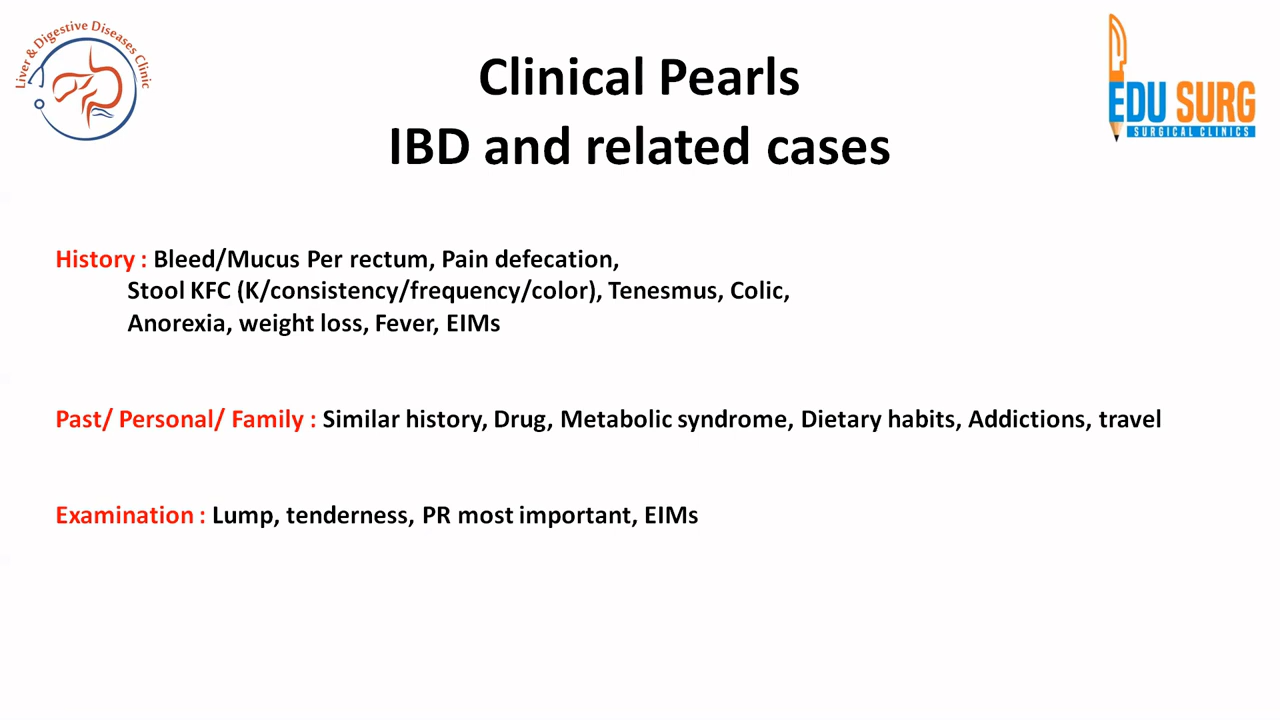 Liver & Digestive Diseases Clinic
EDU SURG
SURGICAL CLINICS
Clinical Pearls
IBD and related cases
History : Bleed/Mucus Per rectum, Pain defecation,
Stool KFC (K/consistency/frequency/color), Tenesmus, Colic,
Anorexia, weight loss, Fever, EIMs
Past/ Personal/ Family : Similar history, Drug, Metabolic syndrome, Dietary habits, Addictions, travel
Examination : Lump, tenderness, PR most important, EIMs